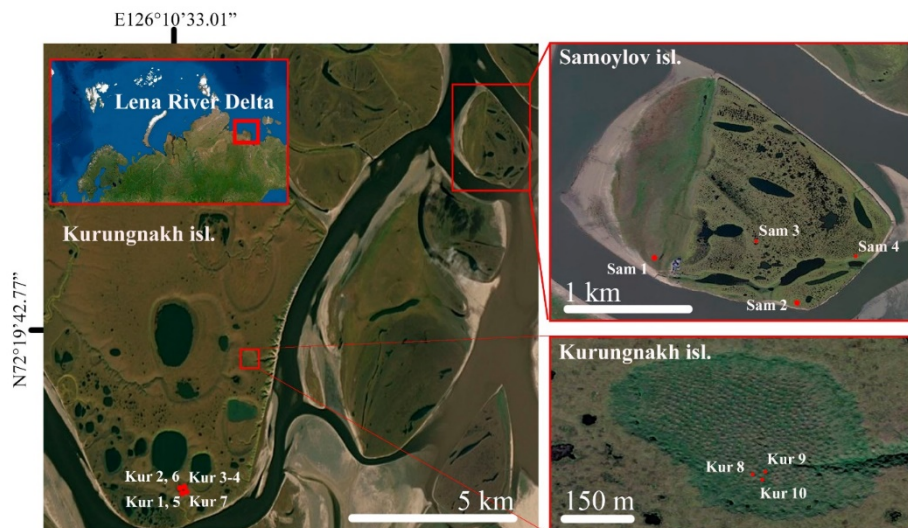 E126°10’33.01”
Lena River Delta
Kurungnakh isl.
N72°19’42.77”
Kur 2, 6 Kur 3-4
Kur 1, 5 Kur 7
5 km
Samoylov isl.
Sam 3
Sam 4
Sam 1
Sam 2
1 km
Kurungnakh isl.
Kur 9
Kur 8
Kur 10
150 m